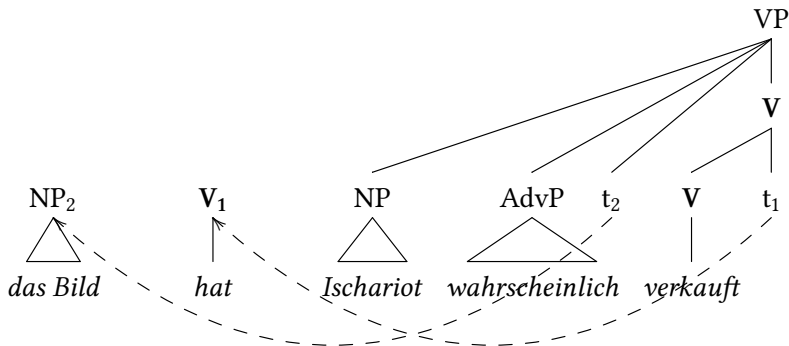 VP
V
NP₂ V₁ NP AdvP t₂ V t₁
das Bild hat Ischariot wahrscheinlich verkauft